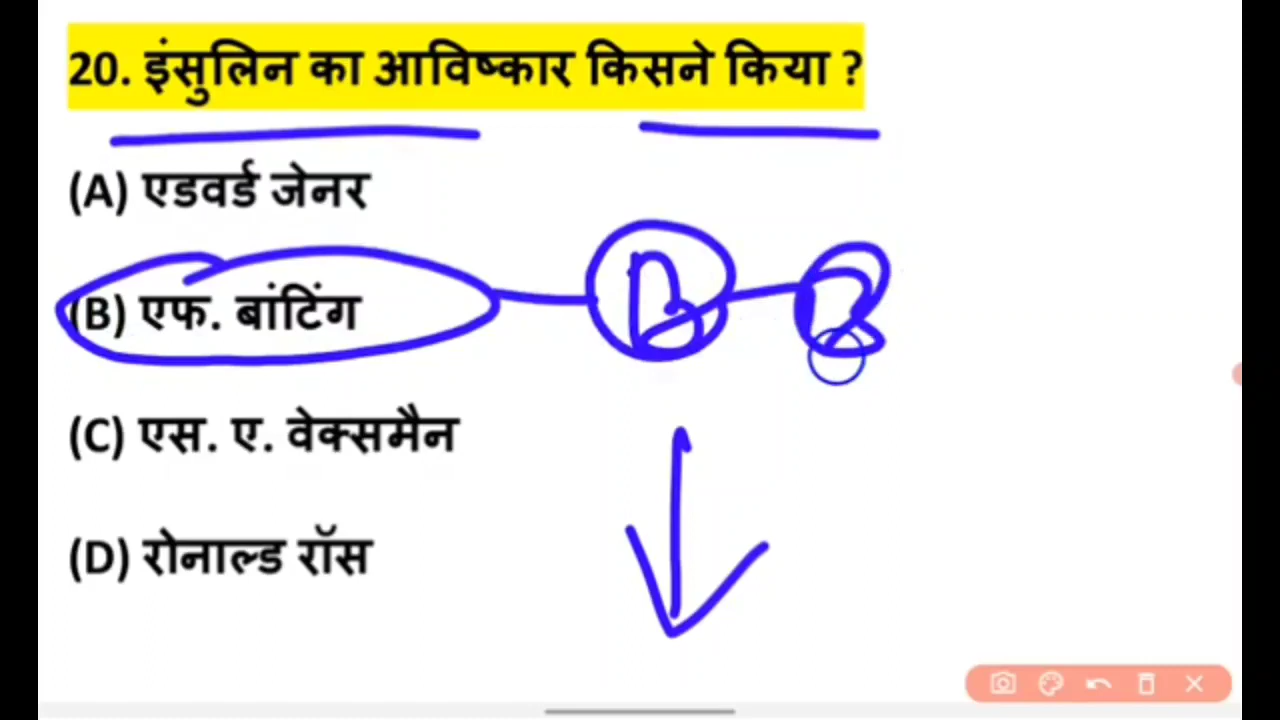 20. इंसुलिन का आविष्कार किसने किया ?
(A) एडवर्ड जेनर
(B) एफ. बांटिंग
B B
(C) एस. ए. वेक्समैन
(D) रोनाल्ड रॉस